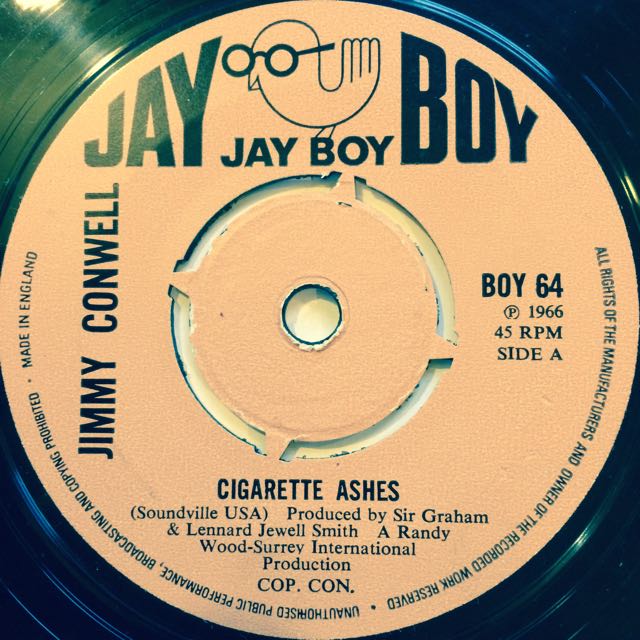 JAY BOY
JAY BOY
JIMMY CONWELL
BOY 64
Ⓟ 1966
45 RPM
SIDE A
CIGARETTE ASHES
(Soundville USA) Produced by Sir Graham
& Lennard Jewell Smith A Randy
Wood-Surrey International
Production
COP. CON.
ALL RIGHTS OF THE MANUFACTURERS AND OWNER OF THE RECORDED WORK RESERVED • UNAUTHORISED PUBLIC PERFORMANCE, BROADCASTING AND COPYING PROHIBITED • MADE IN ENGLAND